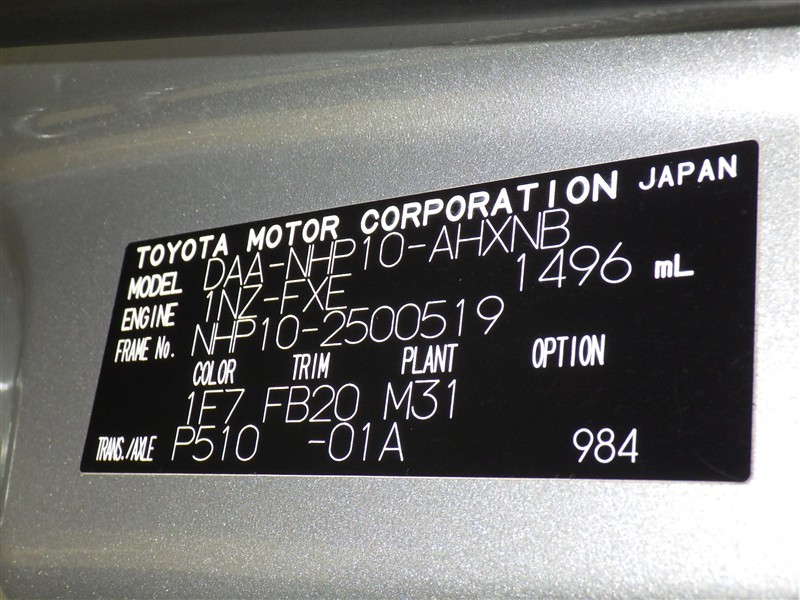 TOYOTA MOTOR CORPORATION JAPAN
MODEL DAA-NHP10-AHXNB
ENGINE 1NZ-FXE 1496 mL
FRAME No. NHP10-2500519
COLOR TRIM PLANT OPTION
1F7 FB20 M31
TRANS./AXLE P510 -01A 984